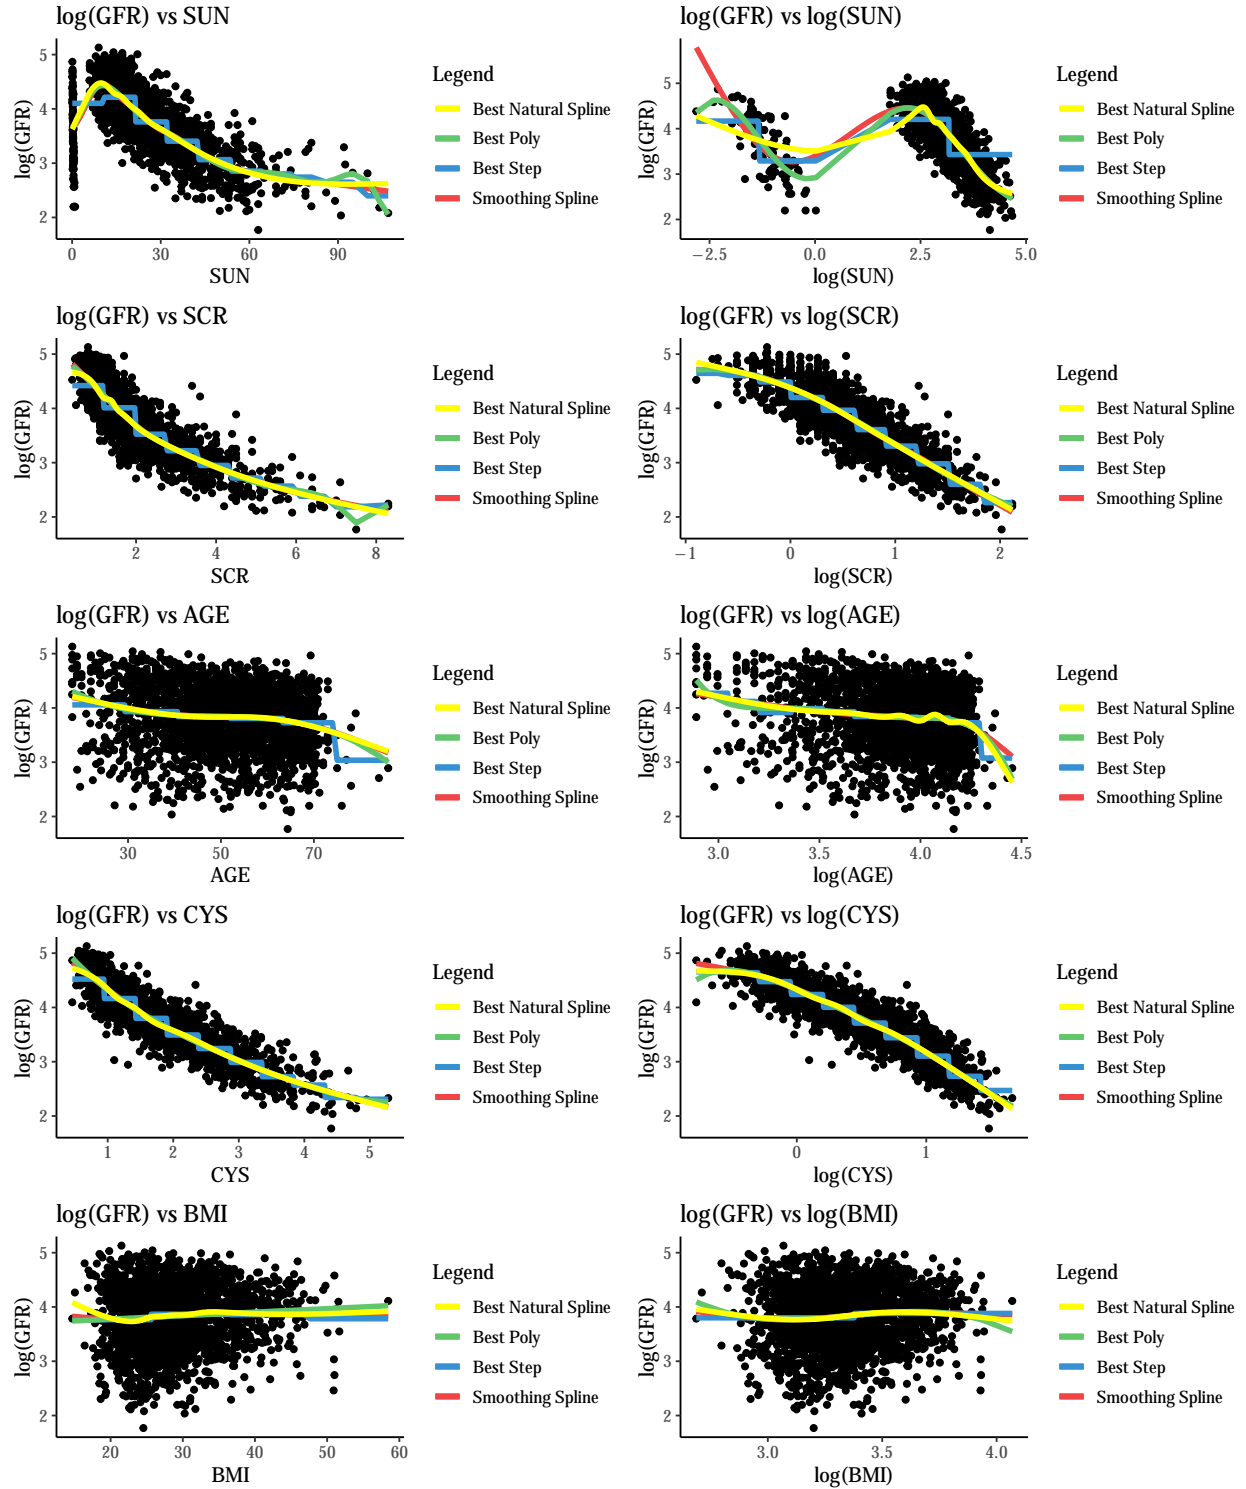 log(GFR) vs SUN
log(GFR)
5
4
3
2
0 30 60 90
SUN
Legend
Best Natural Spline
Best Poly
Best Step
Smoothing Spline
log(GFR) vs log(SUN)
log(GFR)
5
4
3
2
−2.5 0.0 2.5 5.0
log(SUN)
Legend
Best Natural Spline
Best Poly
Best Step
Smoothing Spline
log(GFR) vs SCR
log(GFR)
5
4
3
2
2 4 6 8
SCR
Legend
Best Natural Spline
Best Poly
Best Step
Smoothing Spline
log(GFR) vs log(SCR)
log(GFR)
5
4
3
2
−1 0 1 2
log(SCR)
Legend
Best Natural Spline
Best Poly
Best Step
Smoothing Spline
log(GFR) vs AGE
log(GFR)
5
4
3
2
30 50 70
AGE
Legend
Best Natural Spline
Best Poly
Best Step
Smoothing Spline
log(GFR) vs log(AGE)
log(GFR)
5
4
3
2
3.0 3.5 4.0 4.5
log(AGE)
Legend
Best Natural Spline
Best Poly
Best Step
Smoothing Spline
log(GFR) vs CYS
log(GFR)
5
4
3
2
1 2 3 4 5
CYS
Legend
Best Natural Spline
Best Poly
Best Step
Smoothing Spline
log(GFR) vs log(CYS)
log(GFR)
5
4
3
2
0 1
log(CYS)
Legend
Best Natural Spline
Best Poly
Best Step
Smoothing Spline
log(GFR) vs BMI
log(GFR)
5
4
3
2
20 30 40 50 60
BMI
Legend
Best Natural Spline
Best Poly
Best Step
Smoothing Spline
log(GFR) vs log(BMI)
log(GFR)
5
4
3
2
3.0 3.5 4.0
log(BMI)
Legend
Best Natural Spline
Best Poly
Best Step
Smoothing Spline